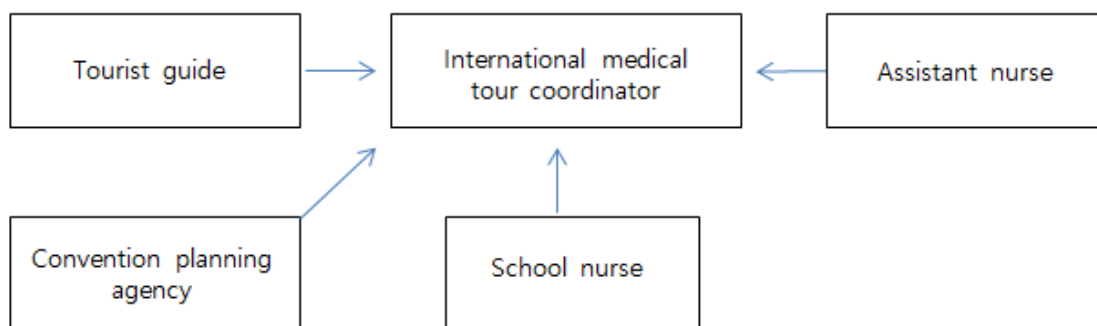 Tourist guide
International medical
tour coordinator
Assistant nurse
Convention planning
agency
School nurse